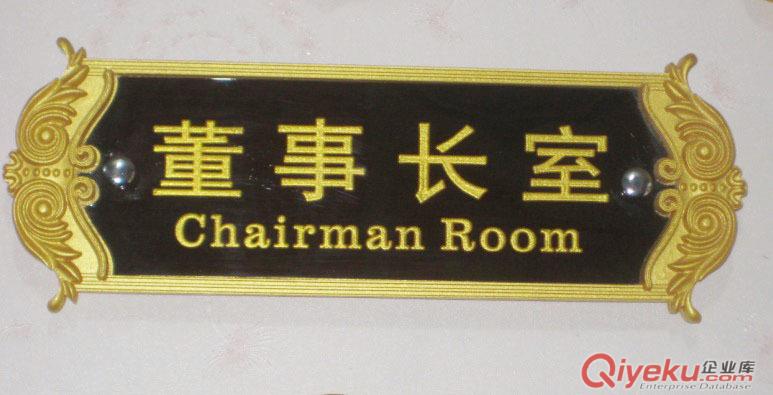 董事长室
Chairman Room
Qiyeku.com企业库
Enterprise Database